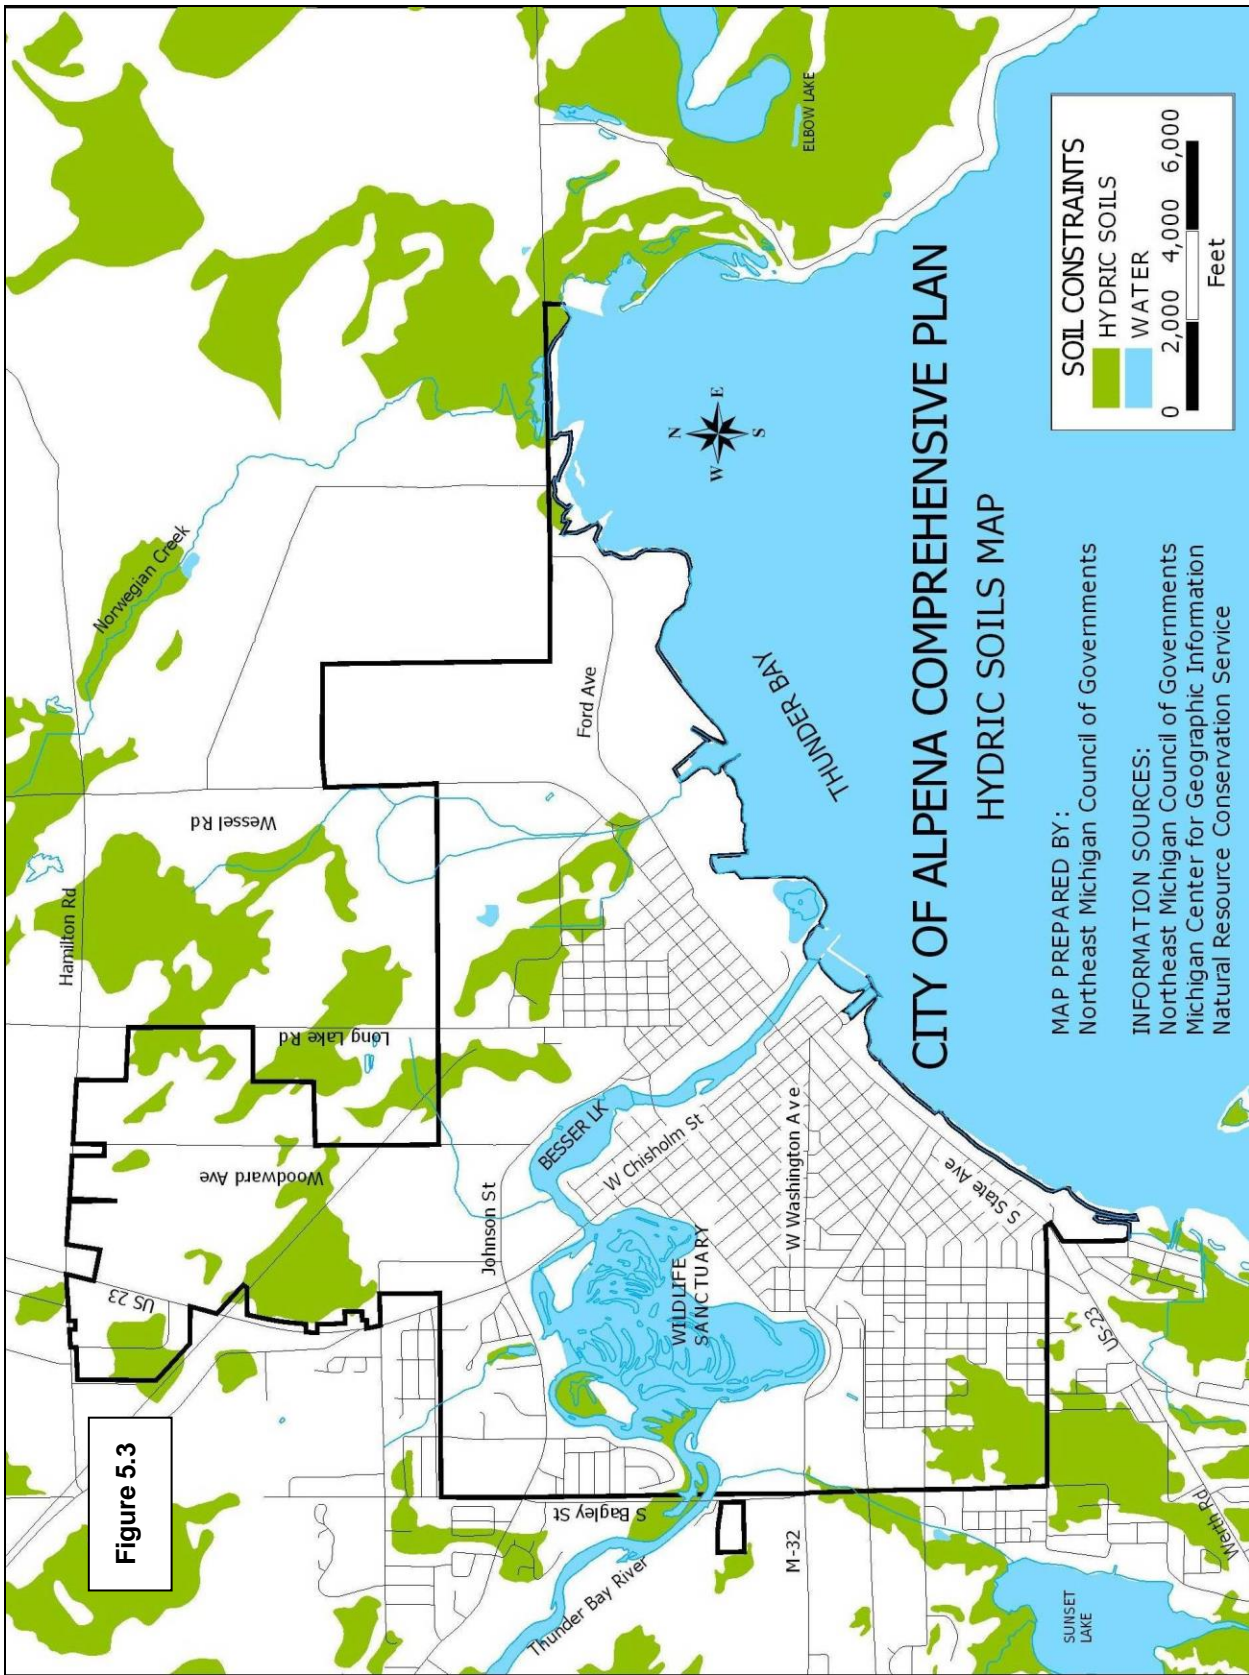 Figure 5.3
CITY OF ALPENA COMPREHENSIVE PLAN
HYDRIC SOILS MAP
MAP PREPARED BY:
Northeast Michigan Council of Governments
INFORMATION SOURCES:
Northeast Michigan Council of Governments
Michigan Center for Geographic Information
Natural Resource Conservation Service
SOIL CONSTRAINTS
HYDRIC SOILS
WATER
0 2,000 4,000 6,000
Feet
N
W E
S
Hamilton Rd
Norwegian Creek
Wessel Rd
Long Lake Rd
Woodward Ave
US 23
Johnson St
BESSER LK
W Chisholm St
Ford Ave
THUNDER BAY
ELBOW LAKE
WILDLIFE
SANCTUARY
W Washington Ave
S State Ave
S Bagley St
Thunder Bay River
M-32
US-23
Werth Rd
SUNSET
LAKE